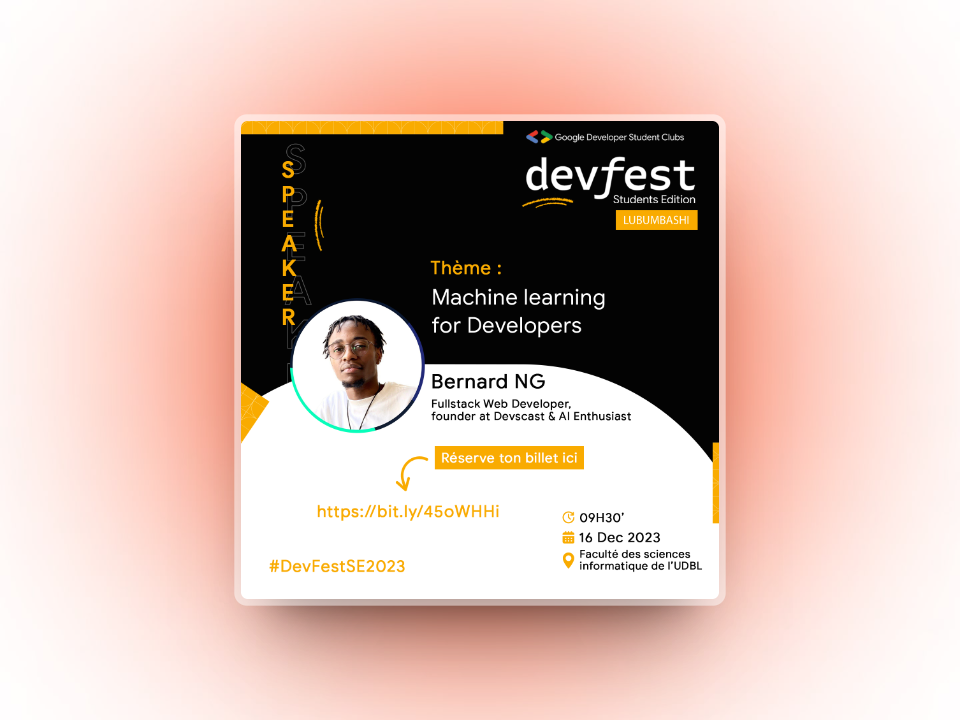 Google Developer Student Clubs
devfest
Students Edition
LUBUMBASHI
SPEAKER
SPEAK
Thème :
Machine learning
for Developers
Bernard NG
Fullstack Web Developer,
founder at Devscast & AI Enthusiast
Réserve ton billet ici
https://bit.ly/45oWHHi
09H30’
16 Dec 2023
Faculté des sciences
informatique de l’UDBL
#DevFestSE2023